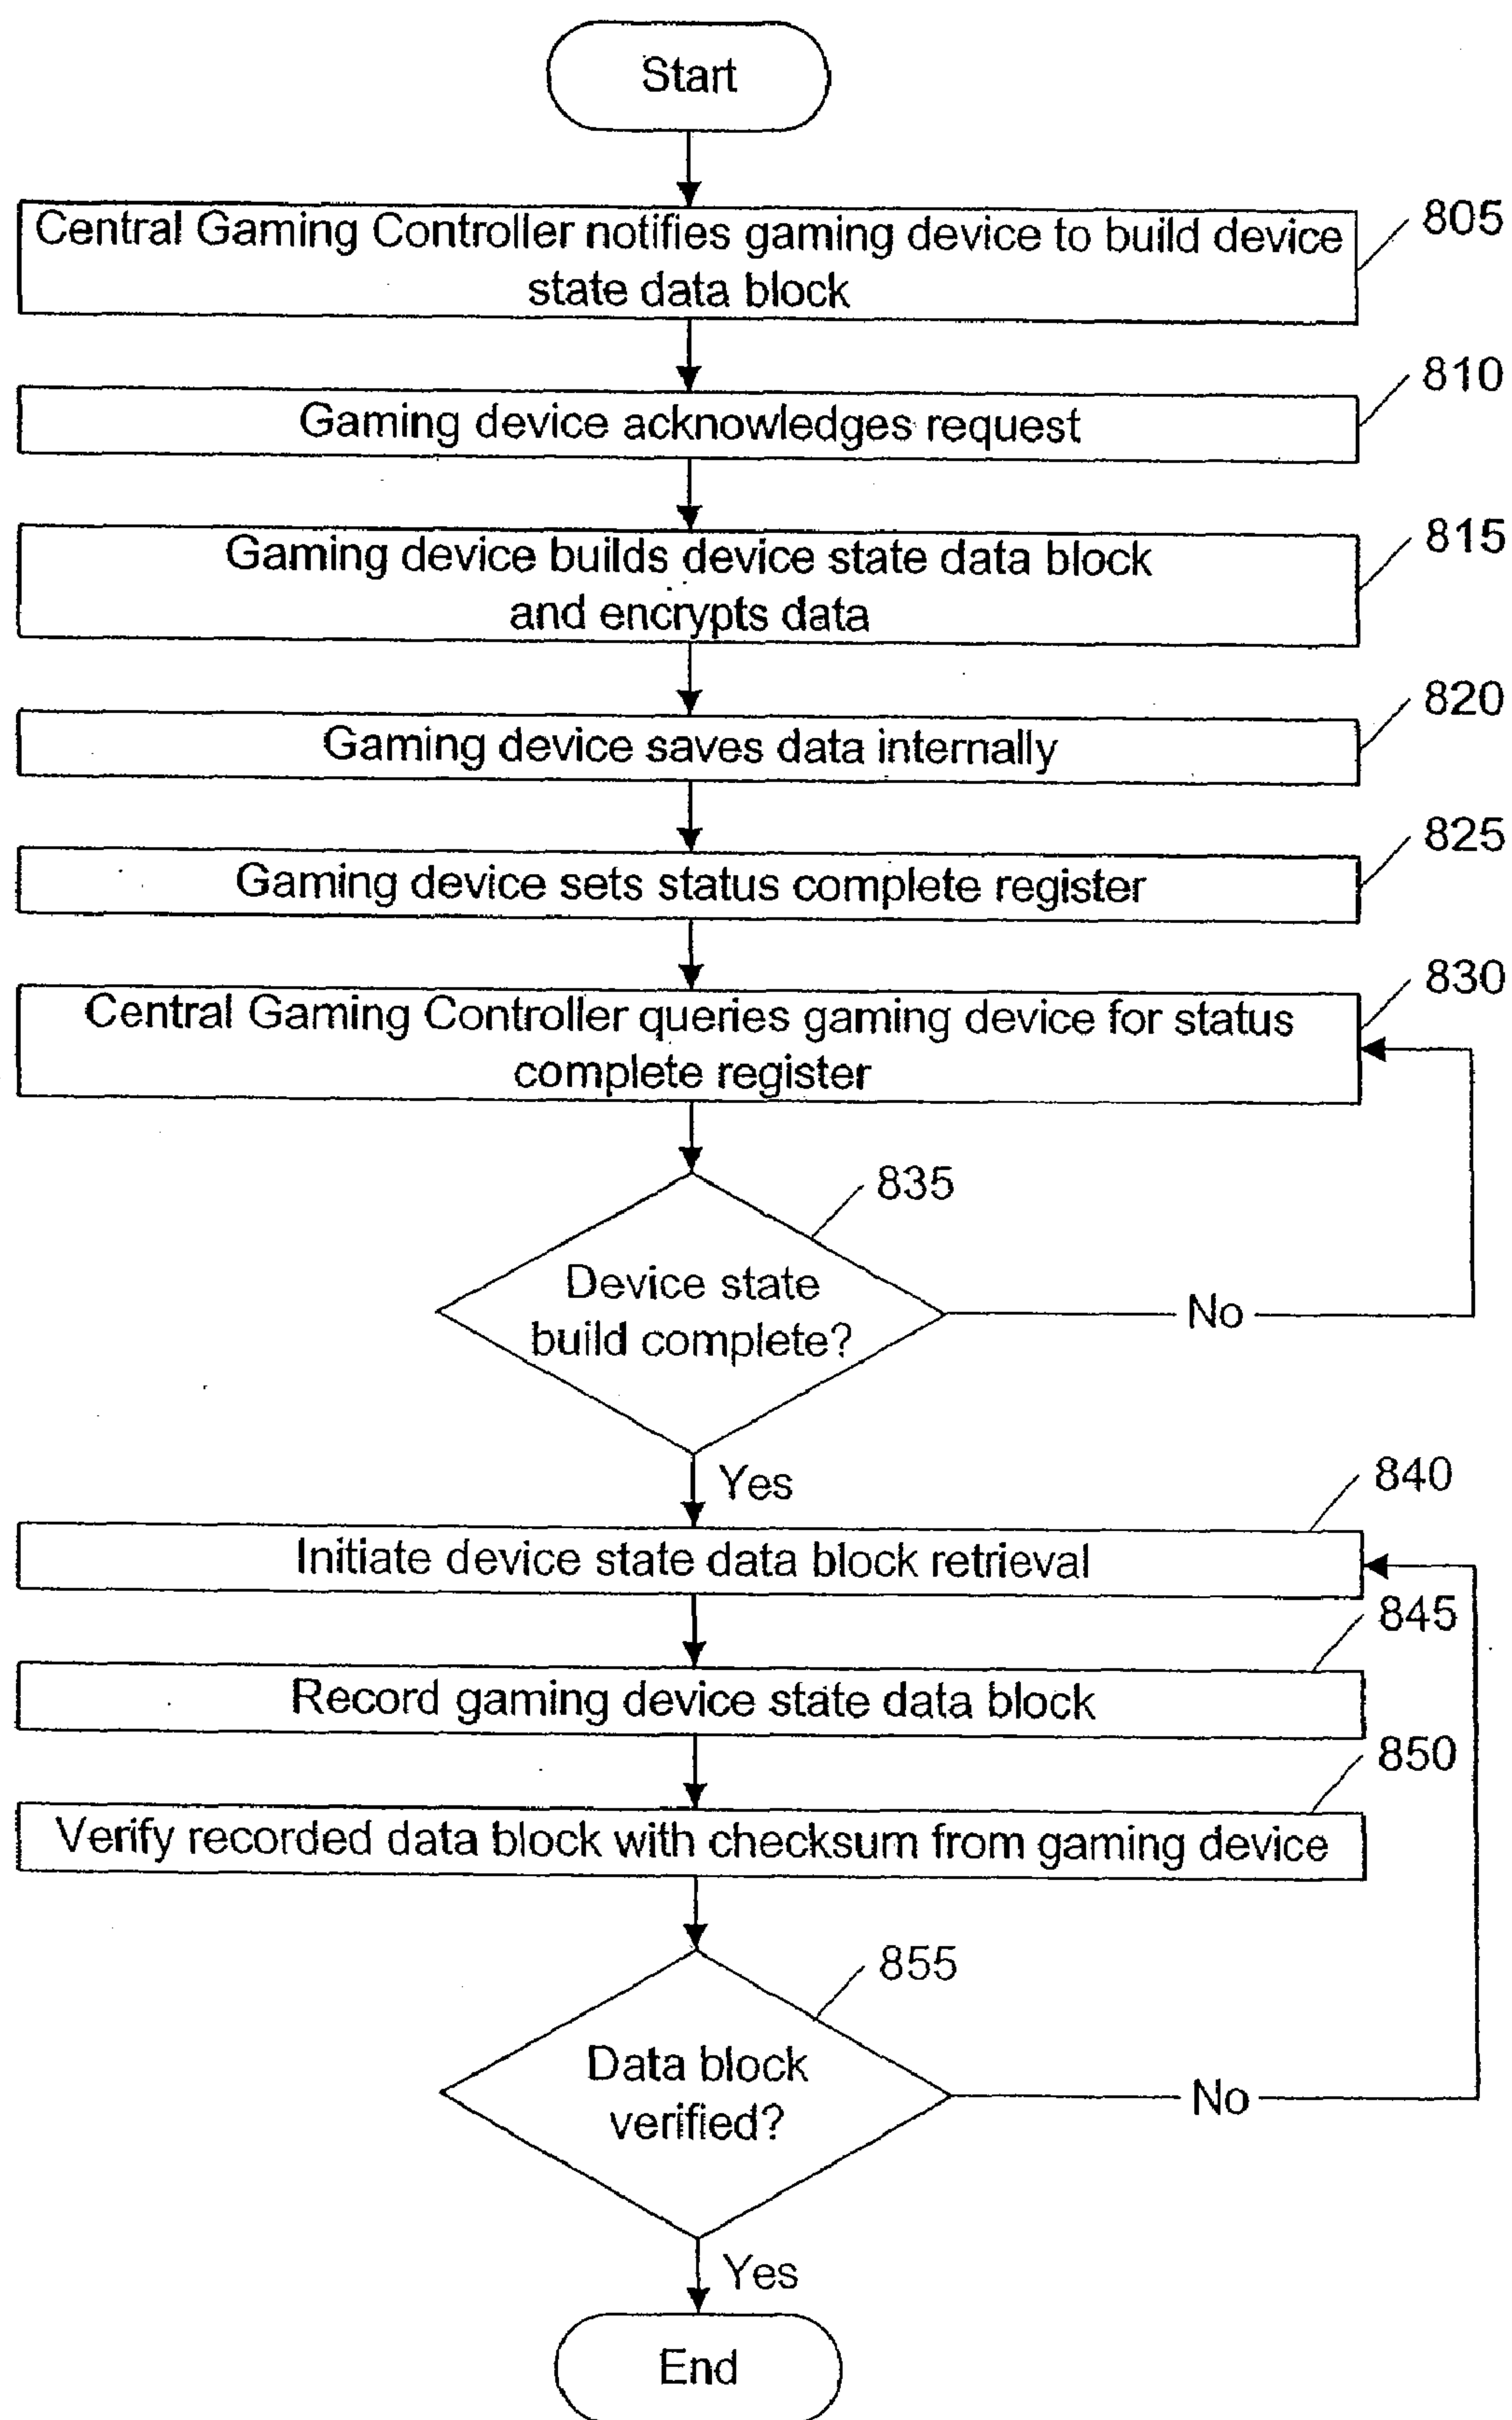 Start
Central Gaming Controller notifies gaming device to build device
state data block
805
Gaming device acknowledges request
810
Gaming device builds device state data block
and encrypts data
815
Gaming device saves data internally
820
Gaming device sets status complete register
825
Central Gaming Controller queries gaming device for status
complete register
830
835
Device state
build complete?
No
Yes
840
Initiate device state data block retrieval
845
Record gaming device state data block
850
Verify recorded data block with checksum from gaming device
855
Data block
verified?
No
Yes
End